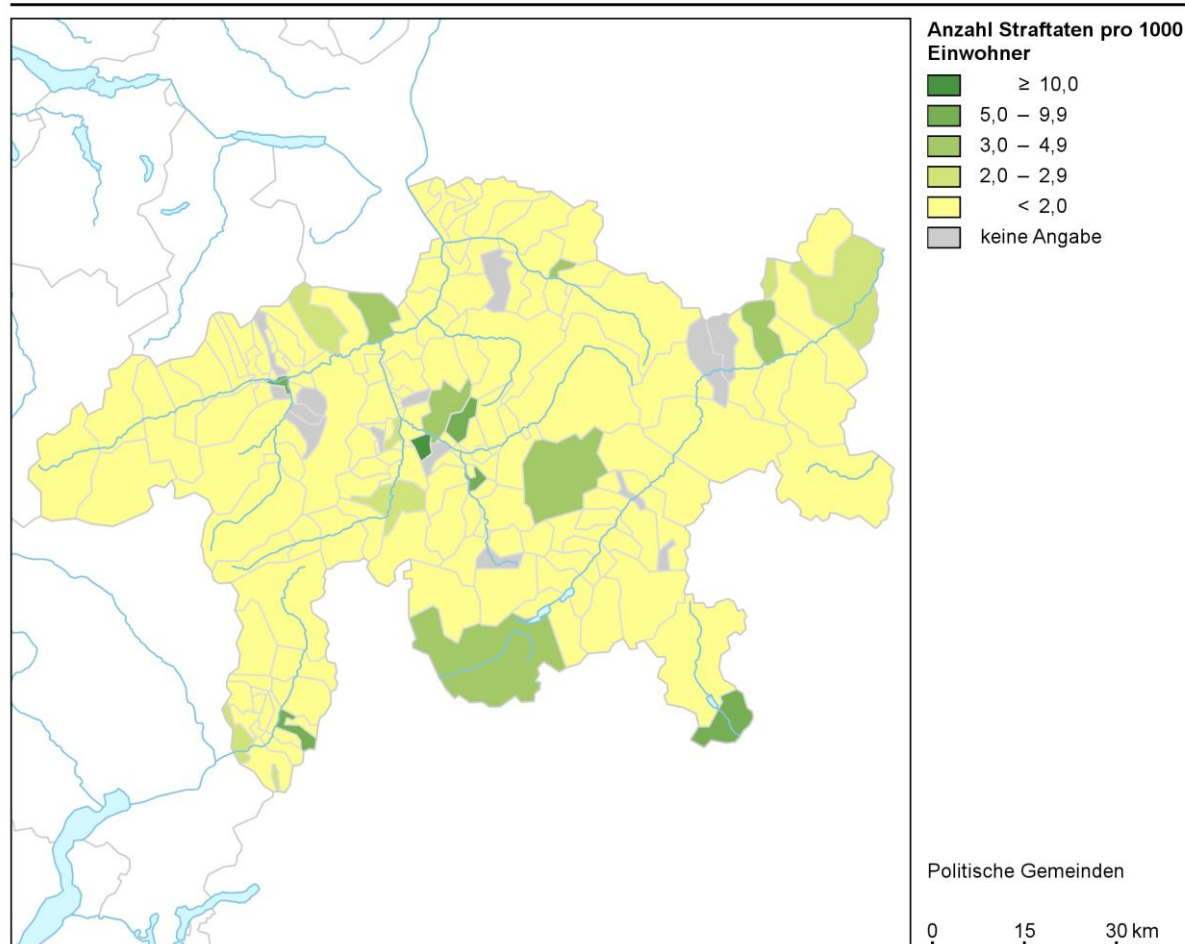 Anzahl Straftaten pro 1000
Einwohner
≥ 10,0
5,0 – 9,9
3,0 – 4,9
2,0 – 2,9
< 2,0
keine Angabe
Politische Gemeinden
0 15 30 km